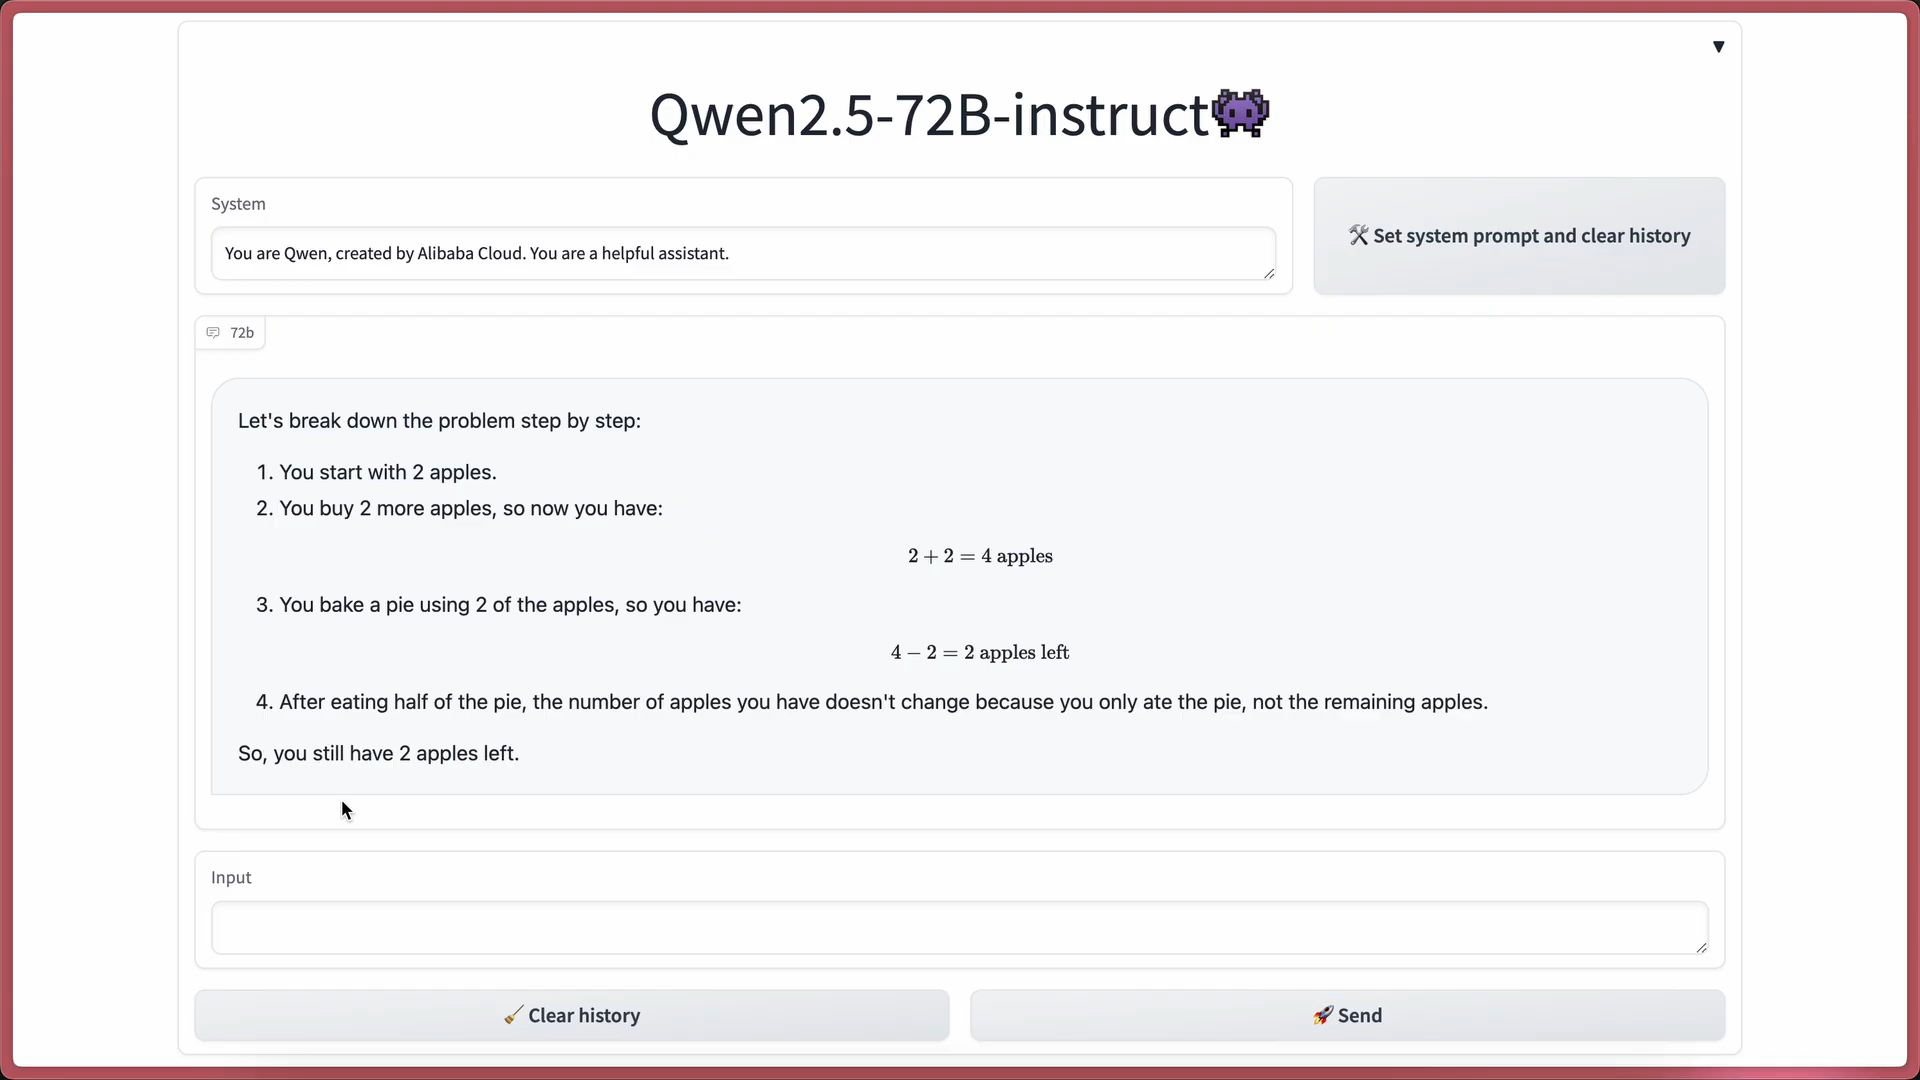 Qwen2.5-72B-instruct👾
System
You are Qwen, created by Alibaba Cloud. You are a helpful assistant.
🛠️ Set system prompt and clear history
72b
Let's break down the problem step by step:
1. You start with 2 apples.
2. You buy 2 more apples, so now you have:
2 + 2 = 4 apples
3. You bake a pie using 2 of the apples, so you have:
4 − 2 = 2 apples left
4. After eating half of the pie, the number of apples you have doesn't change because you only ate the pie, not the remaining apples.
So, you still have 2 apples left.
Input
🧹 Clear history
🚀 Send